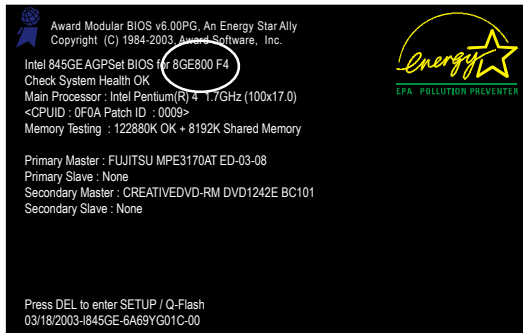 Award Modular BIOS v6.00PG, An Energy Star Ally
Copyright (C) 1984-2003, Award Software, Inc.
energy
EPA POLLUTION PREVENTER
Intel 845GE AGPSet BIOS for 8GE800 F4
Check System Health OK
Main Processor : Intel Pentium(R) 4 1.7GHz (100x17.0)
<CPUID : 0F0A Patch ID : 0009>
Memory Testing : 122880K OK + 8192K Shared Memory
Primary Master : FUJITSU MPE3170AT ED-03-08
Primary Slave : None
Secondary Master : CREATIVEDVD-RM DVD1242E BC101
Secondary Slave : None
Press DEL to enter SETUP / Q-Flash
03/18/2003-I845GE-6A69YG01C-00